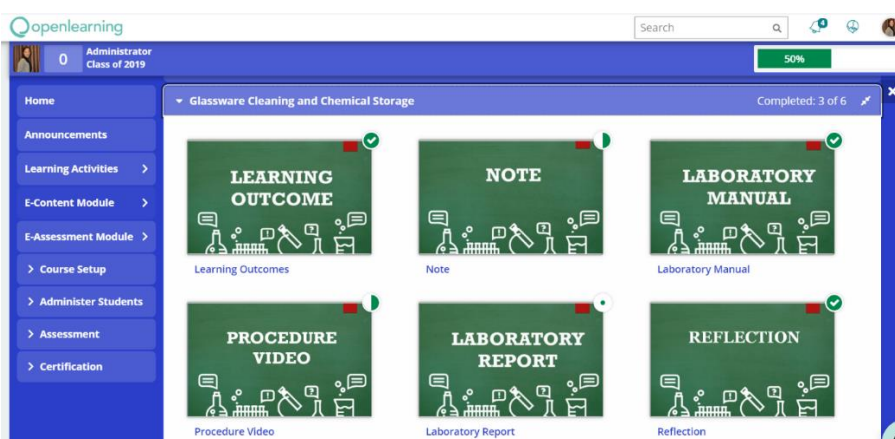 openlearning
Search
4
0
Administrator
Class of 2019
50%
Home
Announcements
Learning Activities
E-Content Module
E-Assessment Module
Course Setup
Administer Students
Assessment
Certification
Glassware Cleaning and Chemical Storage
Completed: 3 of 6
LEARNING
OUTCOME
Learning Outcomes
NOTE
Note
LABORATORY
MANUAL
Laboratory Manual
PROCEDURE
VIDEO
Procedure Video
LABORATORY
REPORT
Laboratory Report
REFLECTION
Reflection